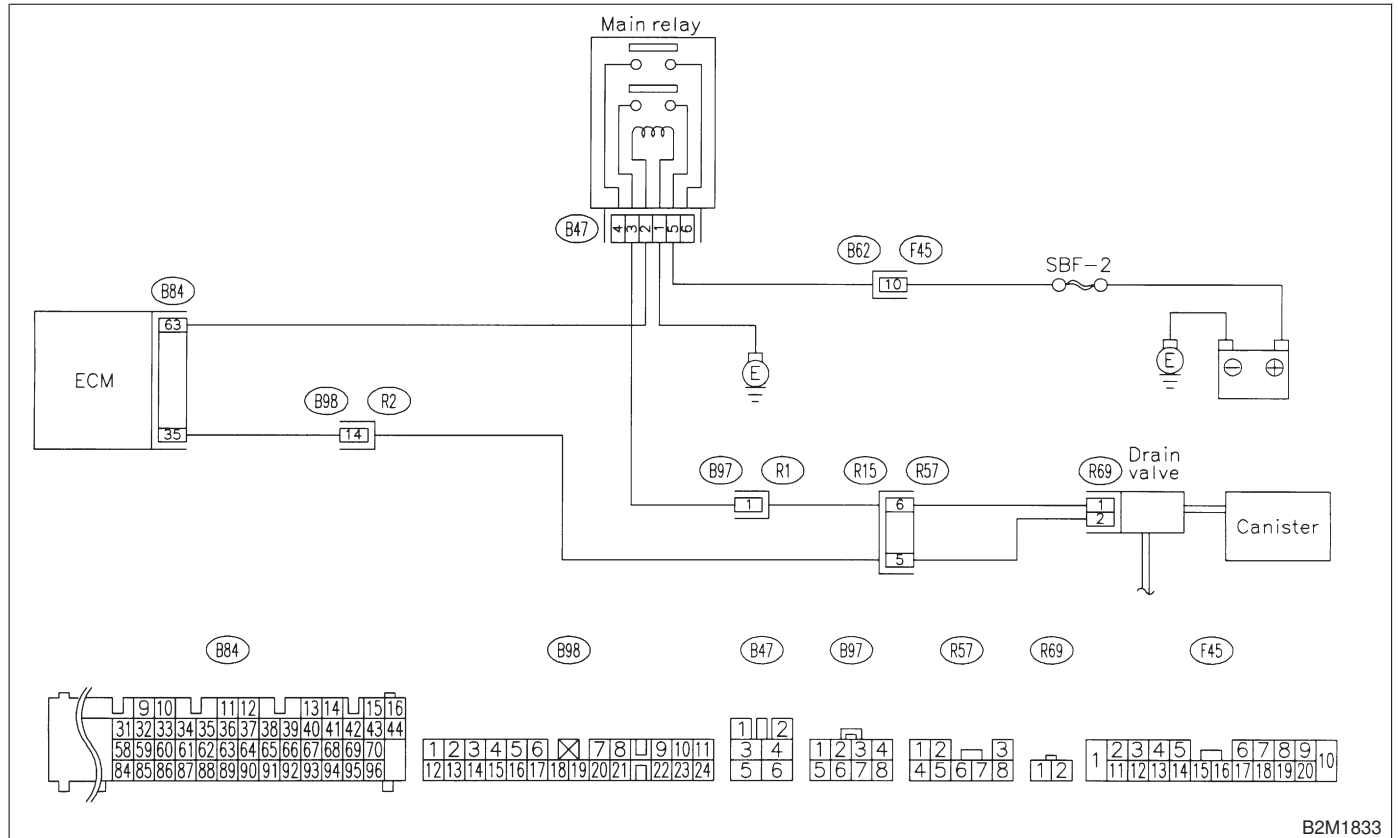 Main relay
B47
4 3 2 1 5 6
B62 F45
10
SBF-2
B84
63
ECM
35
E
E
− +
B98 R2
14
B97 R1
1
R15 R57
6
5
R69
1
2
Drain
valve
Canister
B84 B98 B47 B97 R57 R69 F45
9 10 11 12 13 14 15 16
31 32 33 34 35 36 37 38 39 40 41 42 43 44
58 59 60 61 62 63 64 65 66 67 68 69 70
84 85 86 87 88 89 90 91 92 93 94 95 96
1 2 3 4 5 6 7 8 9 10 11
12 13 14 15 16 17 18 19 20 21 22 23 24
1 2
3 4
5 6
1 2 3 4
5 6 7 8
1 2 3
4 5 6 7 8
1 2
1 2 3 4 5 6 7 8 9 10
11 12 13 14 15 16 17 18 19 20
B2M1833